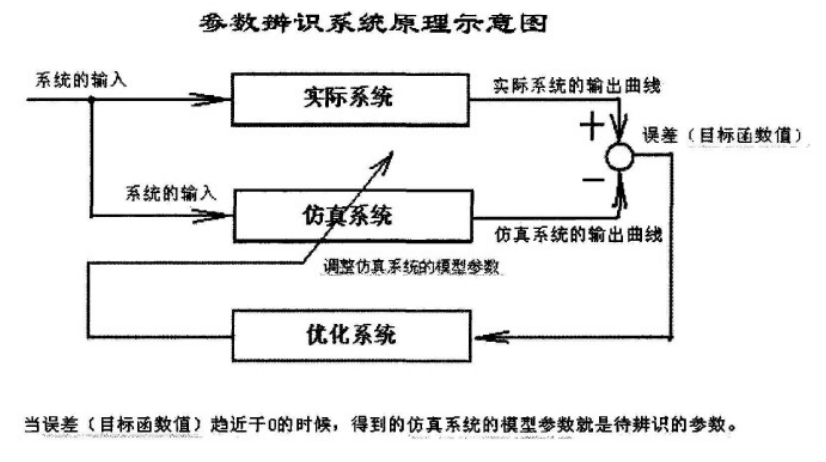 参数辨识系统原理示意图
系统的输入
实际系统
实际系统的输出曲线
+
误差（目标函数值）
系统的输入
仿真系统
−
仿真系统的输出曲线
调整仿真系统的模型参数
优化系统
当误差（目标函数值）趋近于0的时候，得到的仿真系统的模型参数就是待辨识的参数。